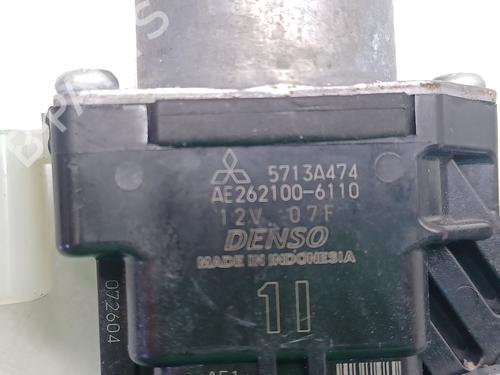 5713A474
AE262100-6110
12V 07F
DENSO
MADE IN INDONESIA
1I
072604